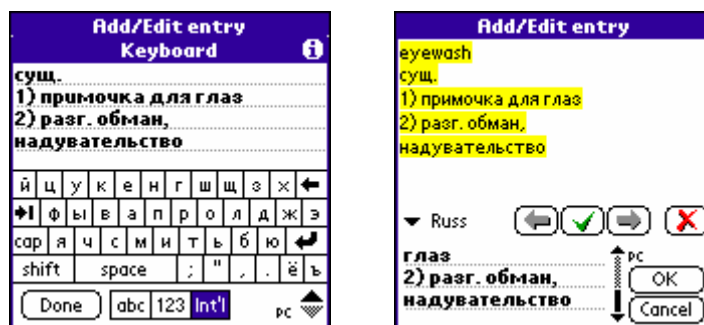 Add/Edit entry
Keyboard
i
сущ.
1) примочка для глаз
2) разг. обман,
надувательство
й ц у к е н г ш щ з х
ф ы в а п р о л д ж э
cap я ч с м и т ь б ю
shift space ; " , . ё ъ
Done abc 123 Int'l PC
Add/Edit entry
eyewash
сущ.
1) примочка для глаз
2) разг. обман,
надувательство
Russ
глаз
2) разг. обман,
надувательство
PC
OK
Cancel